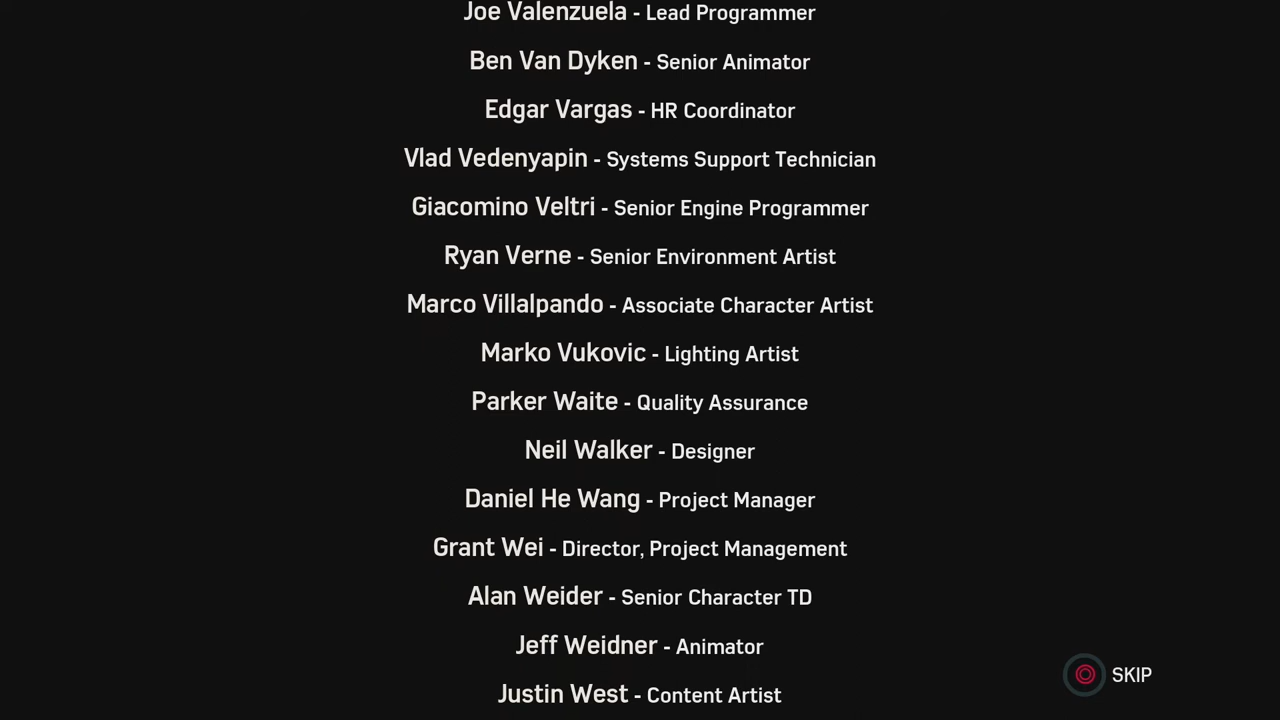 Joe Valenzuela - Lead Programmer
Ben Van Dyken - Senior Animator
Edgar Vargas - HR Coordinator
Vlad Vedenyapin - Systems Support Technician
Giacomino Veltri - Senior Engine Programmer
Ryan Verne - Senior Environment Artist
Marco Villalpando - Associate Character Artist
Marko Vukovic - Lighting Artist
Parker Waite - Quality Assurance
Neil Walker - Designer
Daniel He Wang - Project Manager
Grant Wei - Director, Project Management
Alan Weider - Senior Character TD
Jeff Weidner - Animator
SKIP
Justin West - Content Artist